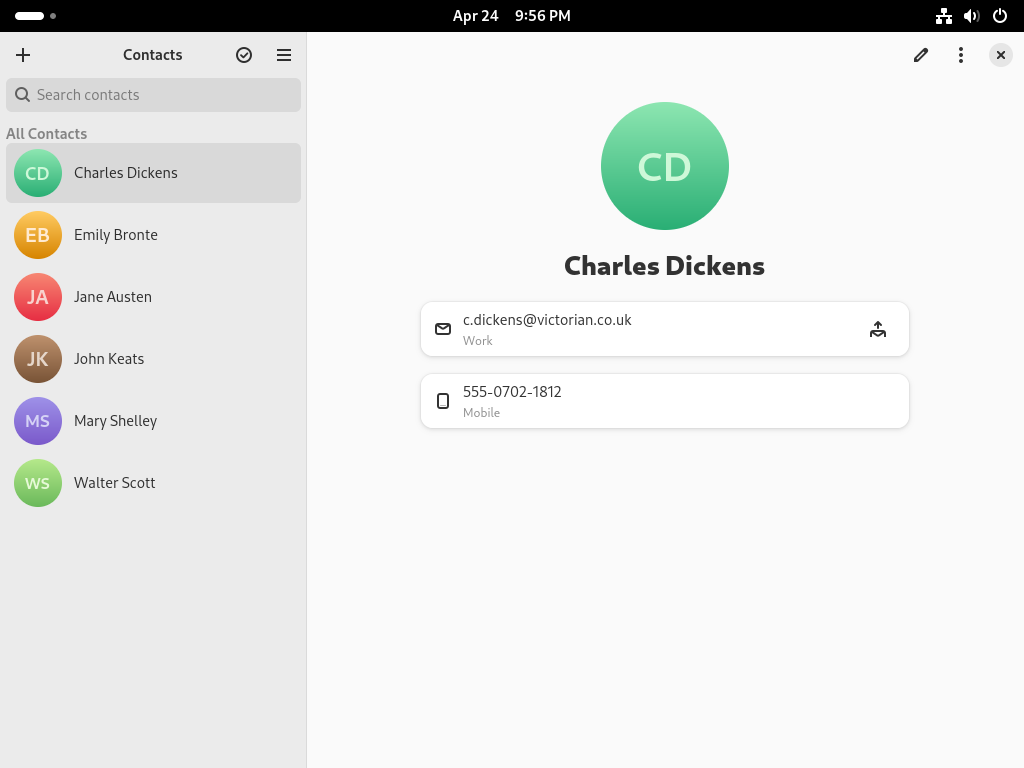 Apr 24 9:56 PM
Contacts
Search contacts
All Contacts
CD Charles Dickens
EB Emily Bronte
JA Jane Austen
JK John Keats
MS Mary Shelley
WS Walter Scott
CD
Charles Dickens
c.dickens@victorian.co.uk
Work
555-0702-1812
Mobile